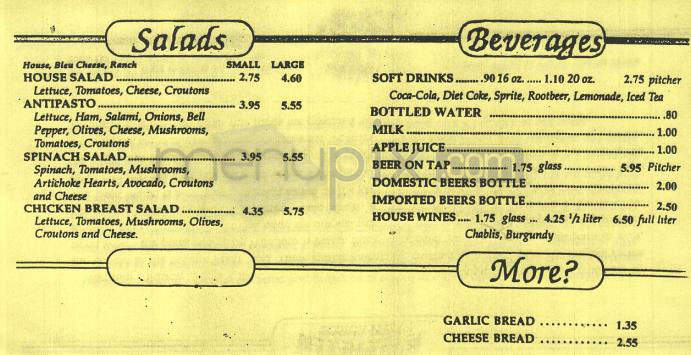 Salads
House, Bleu Cheese, Ranch SMALL LARGE
HOUSE SALAD 2.75 4.60
Lettuce, Tomatoes, Cheese, Croutons
ANTIPASTO 3.95 5.55
Lettuce, Ham, Salami, Onions, Bell
Pepper, Olives, Cheese, Mushrooms,
Tomatoes, Croutons
SPINACH SALAD 3.95 5.55
Spinach, Tomatoes, Mushrooms,
Artichoke Hearts, Avocado, Croutons
and Cheese
CHICKEN BREAST SALAD 4.35 5.75
Lettuce, Tomatoes, Mushrooms, Olives,
Croutons and Cheese.
Beverages
SOFT DRINKS ........ .90 16 oz. ..... 1.10 20 oz. 2.75 pitcher
Coca-Cola, Diet Coke, Sprite, Rootbeer, Lemonade, Iced Tea
BOTTLED WATER .80
MILK 1.00
APPLE JUICE 1.00
BEER ON TAP 1.75 glass 5.95 Pitcher
DOMESTIC BEERS BOTTLE 2.00
IMPORTED BEERS BOTTLE 2.50
HOUSE WINES .... 1.75 glass ... 4.25 ½ liter 6.50 full liter
Chablis, Burgundy
More?
GARLIC BREAD ............ 1.35
CHEESE BREAD ............ 2.55
menupix.com